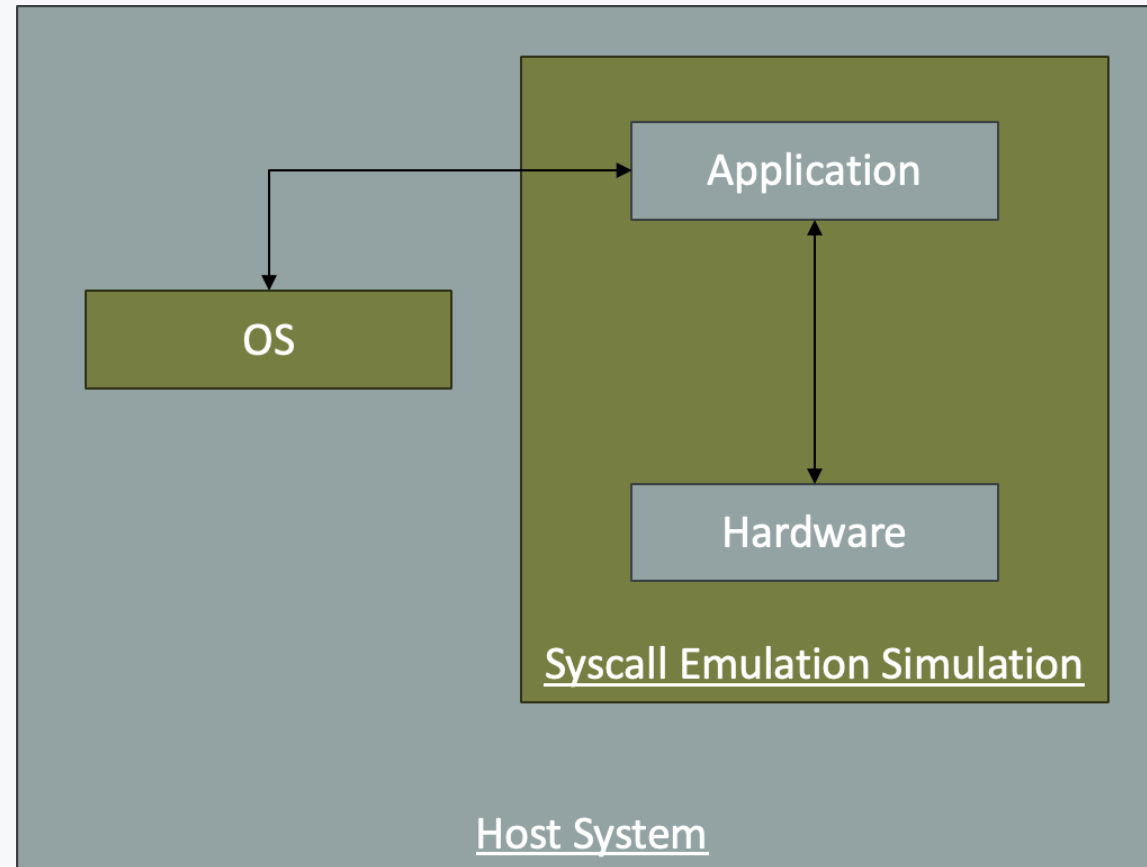 Application
OS
Hardware
Syscall Emulation Simulation
Host System